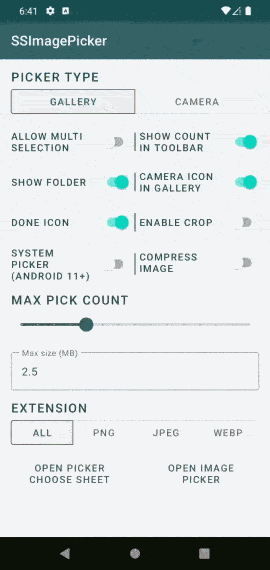 6:41
SSImagePicker
PICKER TYPE
GALLERY CAMERA
ALLOW MULTI
SELECTION
SHOW COUNT
IN TOOLBAR
SHOW FOLDER
CAMERA ICON
IN GALLERY
DONE ICON
ENABLE CROP
SYSTEM
PICKER
(ANDROID 11+)
COMPRESS
IMAGE
MAX PICK COUNT
Max size (MB)
2.5
EXTENSION
ALL PNG JPEG WEBP
OPEN PICKER
CHOOSE SHEET
OPEN IMAGE
PICKER